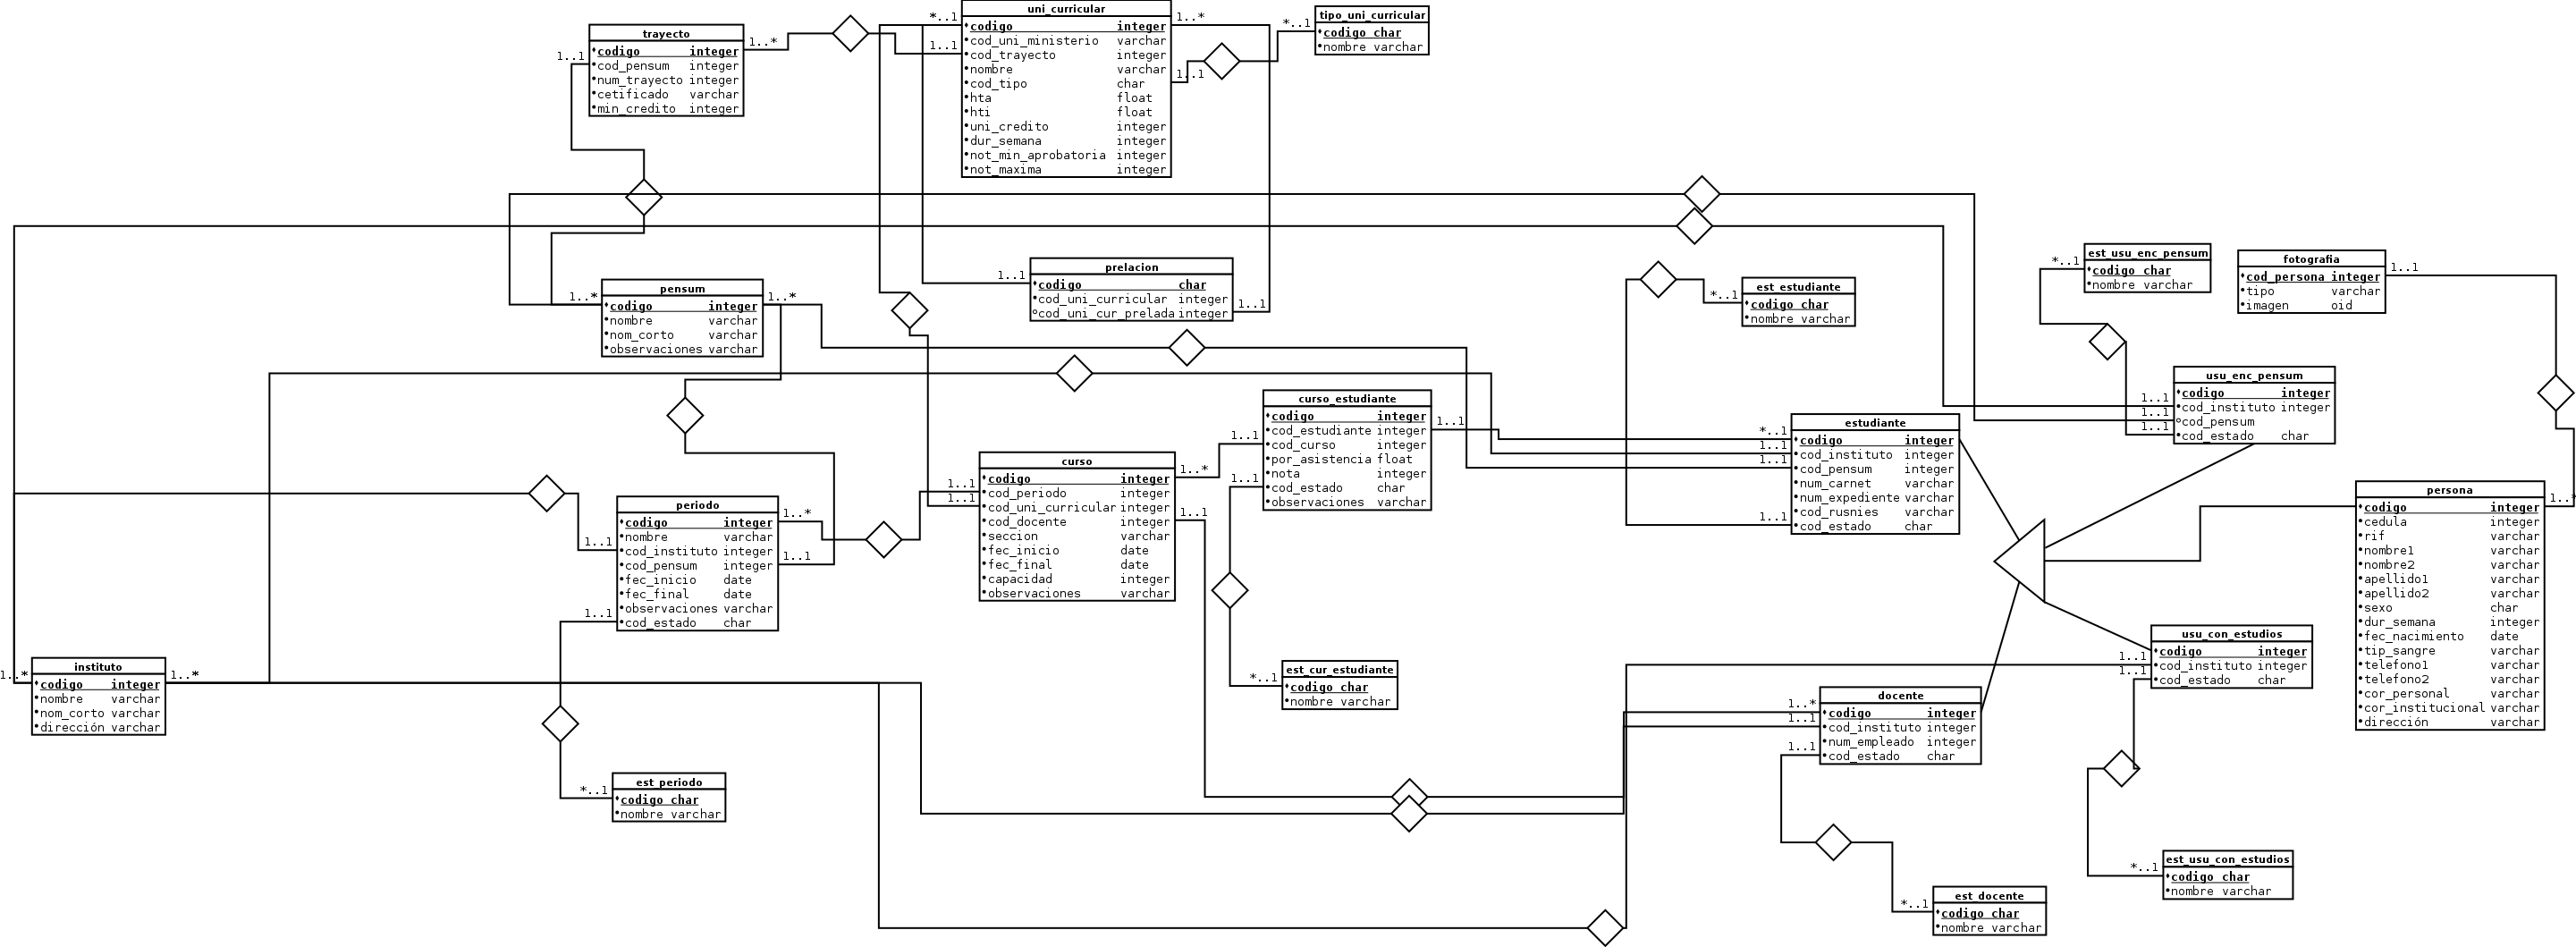 uni_curricular
codigo integer
cod_uni_ministerio varchar
cod_trayecto integer
nombre varchar
cod_tipo char
hta float
hti float
uni_credito integer
dur_semana integer
not_min_aprobatoria integer
not_maxima integer
*..1
1..1
1..*
1..1
tipo_uni_curricular
codigo char
nombre varchar
*..1
trayecto
codigo integer
cod_pensum integer
num_trayecto integer
cetificado varchar
min_credito integer
1..1
1..*
prelacion
codigo char
cod_uni_curricular integer
cod_uni_cur_prelada integer
1..1
1..1
pensum
codigo integer
nombre varchar
nom_corto varchar
observaciones varchar
1..*
1..*
est_estudiante
codigo char
nombre varchar
*..1
est_usu_enc_pensum
codigo char
nombre varchar
*..1
fotografia
cod_persona integer
tipo varchar
imagen oid
1..1
usu_enc_pensum
codigo integer
cod_instituto integer
cod_pensum
cod_estado char
1..1
1..1
1..1
curso_estudiante
codigo integer
cod_estudiante integer
cod_curso integer
por_asistencia float
nota integer
cod_estado char
observaciones varchar
1..1
1..1
1..1
estudiante
codigo integer
cod_instituto integer
cod_pensum integer
num_carnet varchar
num_expediente varchar
cod_rusnies varchar
cod_estado char
*..1
1..1
1..1
1..1
curso
codigo integer
cod_periodo integer
cod_uni_curricular integer
cod_docente integer
seccion varchar
fec_inicio date
fec_final date
capacidad integer
observaciones varchar
1..1
1..1
1..*
1..1
periodo
codigo integer
nombre varchar
cod_instituto integer
cod_pensum integer
fec_inicio date
fec_final date
observaciones varchar
cod_estado char
1..1
1..1
1..*
1..1
persona
codigo integer
cedula integer
rif varchar
nombre1 varchar
nombre2 varchar
apellido1 varchar
apellido2 varchar
sexo char
dur_semana integer
fec_nacimiento date
tip_sangre varchar
telefono1 varchar
telefono2 varchar
cor_personal varchar
cor_institucional varchar
dirección varchar
1..*
usu_con_estudios
codigo integer
cod_instituto integer
cod_estado char
1..1
1..1
instituto
codigo integer
nombre varchar
nom_corto varchar
dirección varchar
1..*
1..*
est_cur_estudiante
codigo char
nombre varchar
*..1
docente
codigo integer
cod_instituto integer
num_empleado integer
cod_estado char
1..*
1..1
1..1
est_periodo
codigo char
nombre varchar
*..1
est_usu_con_estudios
codigo char
nombre varchar
*..1
est_docente
codigo char
nombre varchar
*..1